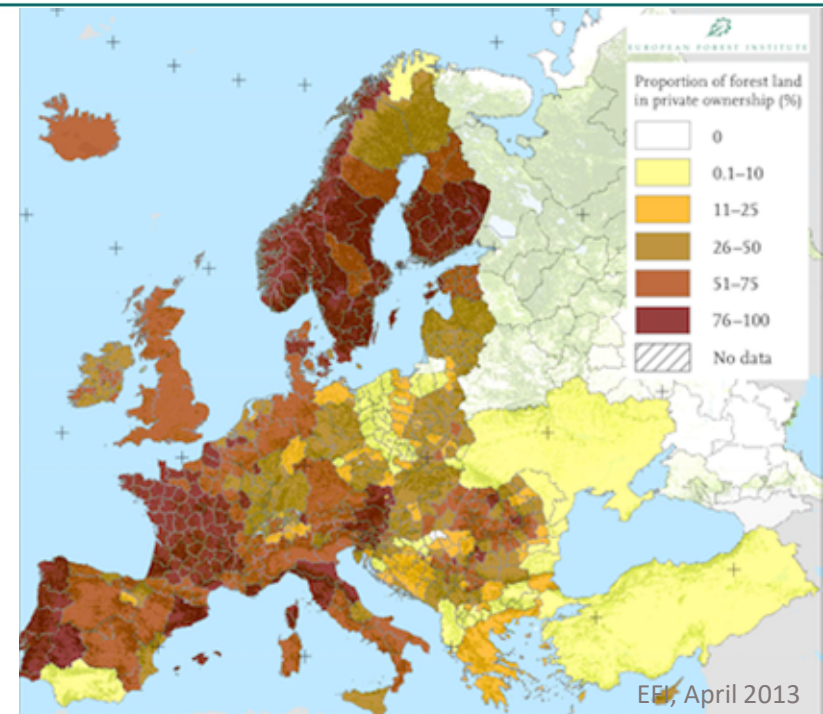 EUROPEAN FOREST INSTITUTE
Proportion of forest land
in private ownership (%)
0
0.1–10
11–25
26–50
51–75
76–100
No data
EFI, April 2013